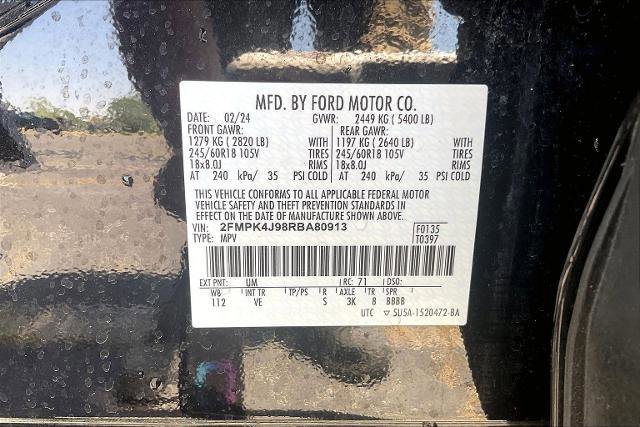 MFD. BY FORD MOTOR CO.
DATE: 02/24 GVWR: 2449 KG (5400 LB)
FRONT GAWR: REAR GAWR:
1279 KG (2820 LB) WITH 1197 KG (2640 LB) WITH
245/60R18 105V TIRES 245/60R18 105V TIRES
18x8.0J RIMS 18x8.0J RIMS
AT 240 kPa/ 35 PSI COLD AT 240 kPa/ 35 PSI COLD
THIS VEHICLE CONFORMS TO ALL APPLICABLE FEDERAL MOTOR
VEHICLE SAFETY AND THEFT PREVENTION STANDARDS IN
EFFECT ON THE DATE OF MANUFACTURE SHOWN ABOVE.
VIN: 2FMPK4J98RBA80913 F0135
TYPE: MPV T0397
EXT PNT: UM RC: 71 DSO:
WB INT TR TP/PS R AXLE TR SPR
112 VE S 3K 8 BBBB
UTC ▽ 5U5A-1520472-BA